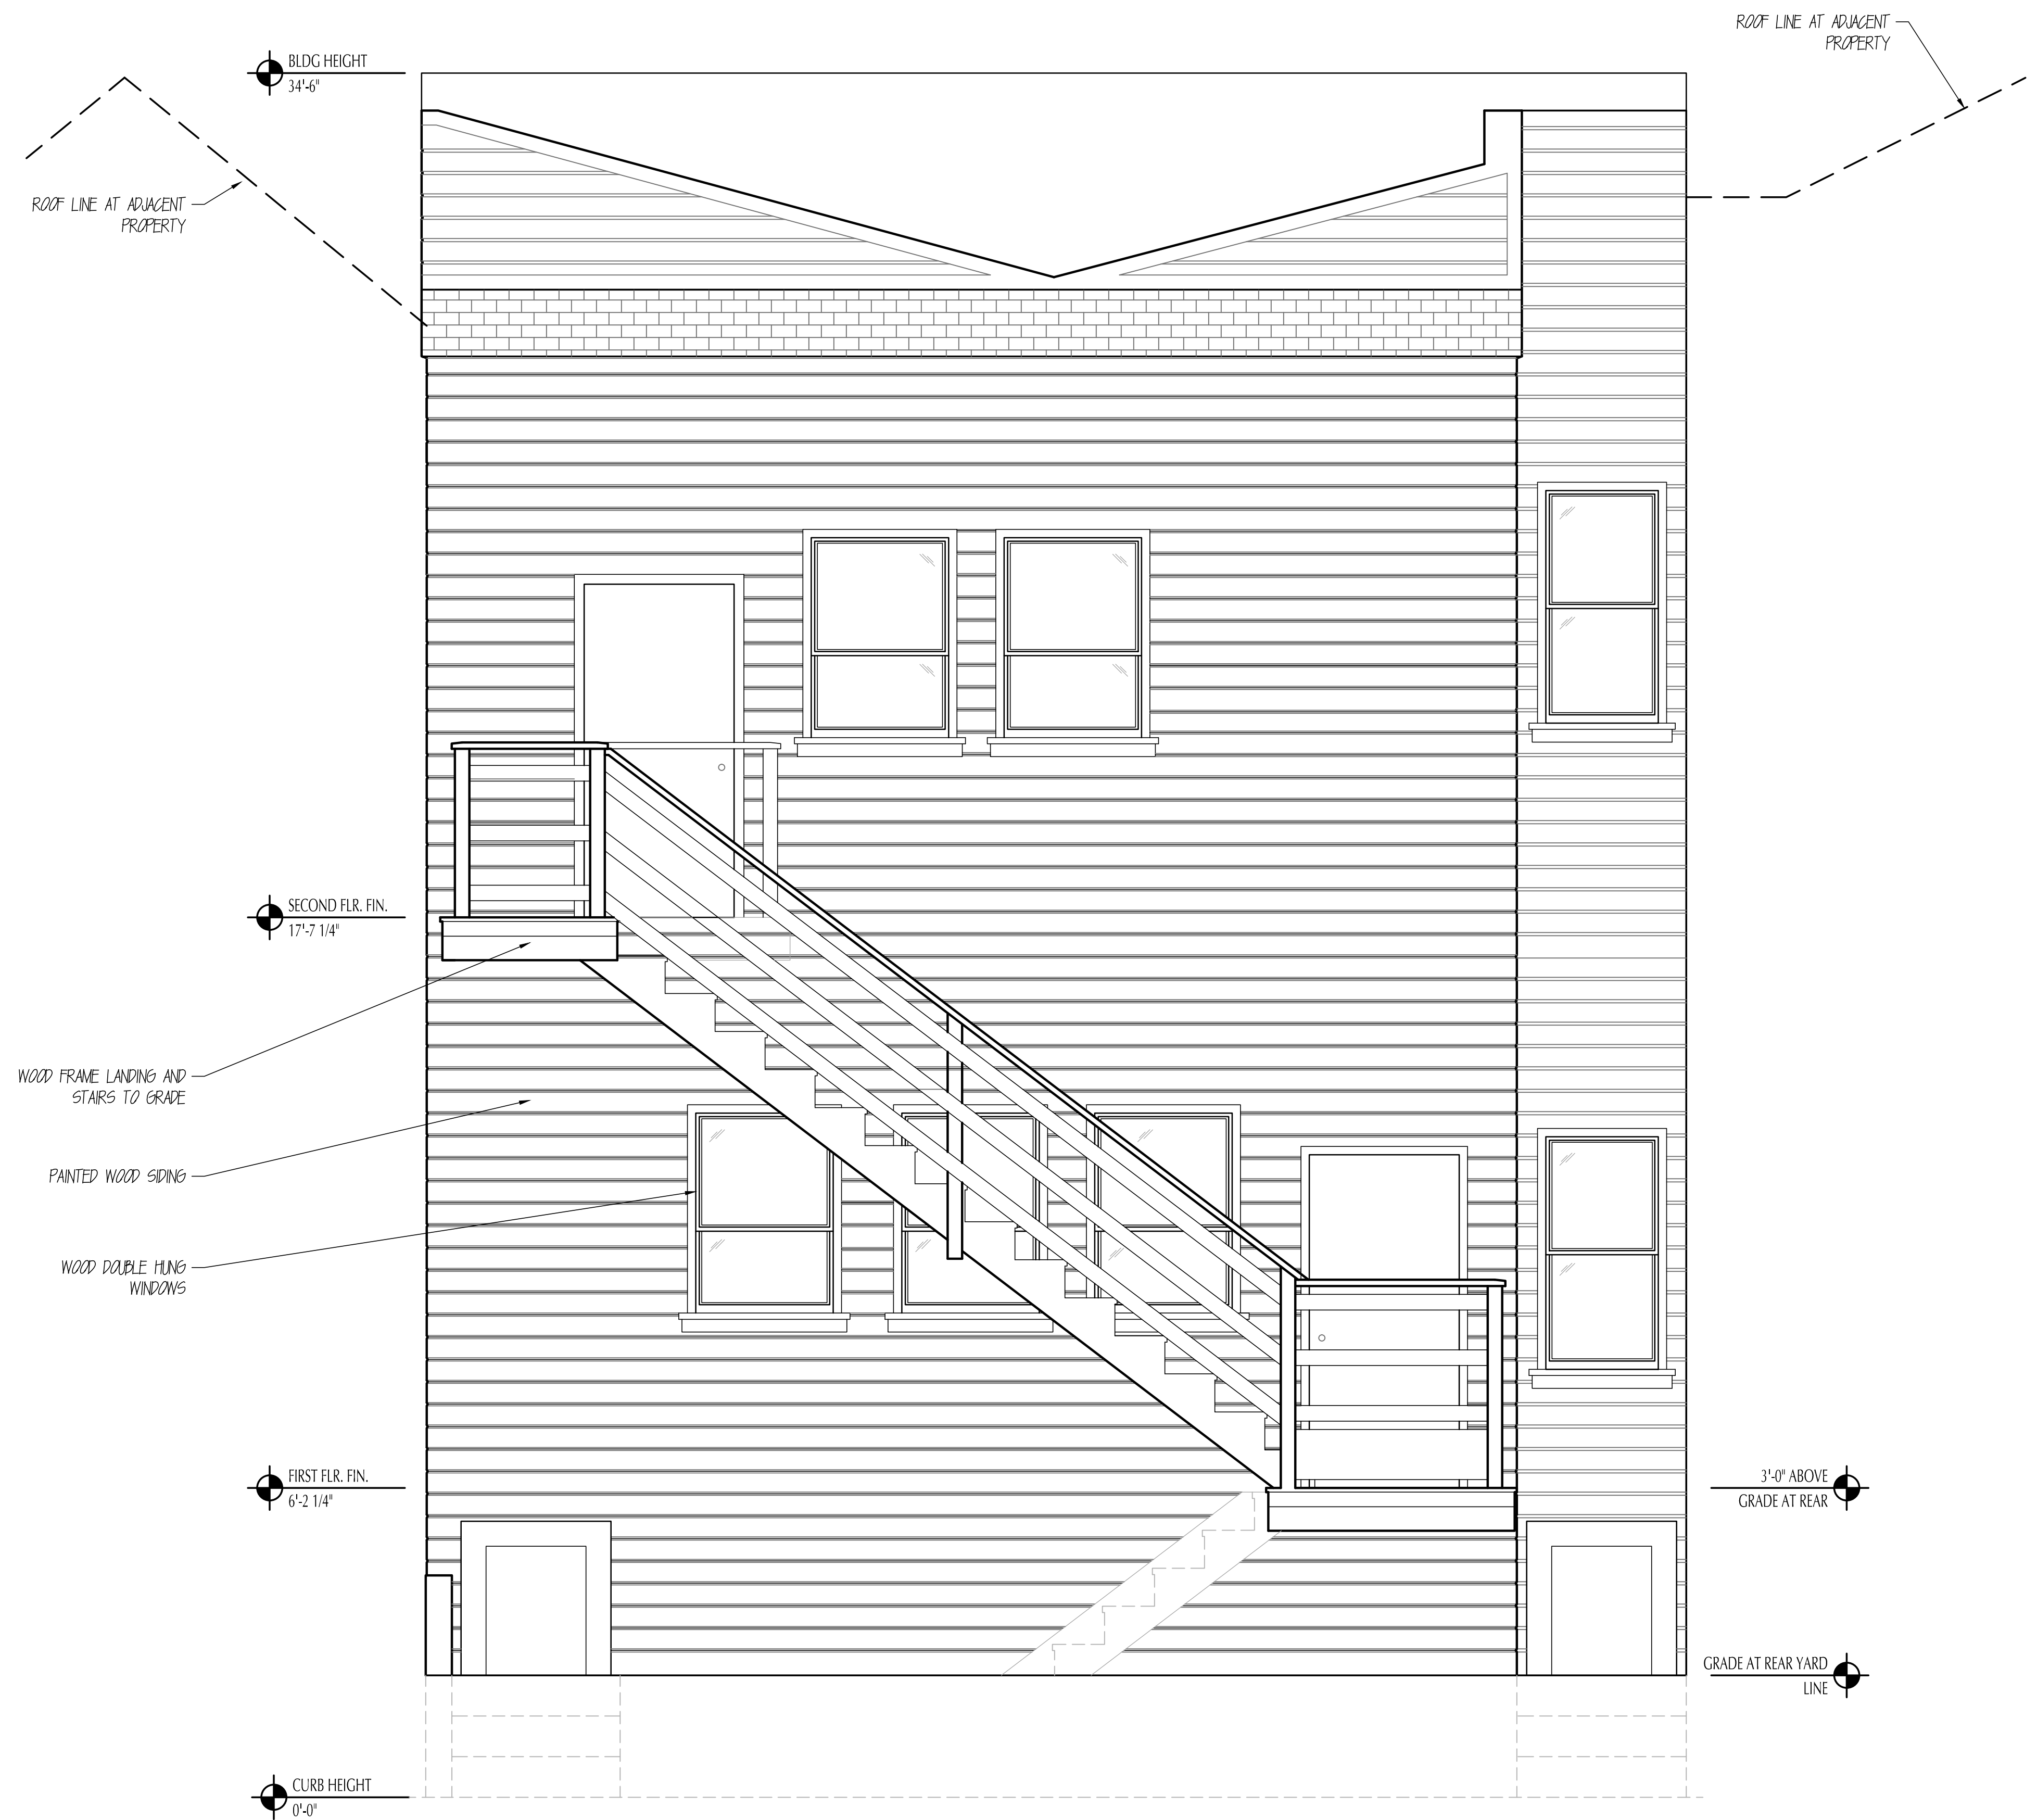 ROOF LINE AT ADJACENT
PROPERTY
BLDG HEIGHT
34'-6"
ROOF LINE AT ADJACENT
PROPERTY
SECOND FLR. FIN.
17'-7 1/4"
WOOD FRAME LANDING AND
STAIRS TO GRADE
PAINTED WOOD SIDING
WOOD DOUBLE HUNG
WINDOWS
FIRST FLR. FIN.
6'-2 1/4"
3'-0" ABOVE
GRADE AT REAR
GRADE AT REAR YARD
LINE
CURB HEIGHT
0'-0"